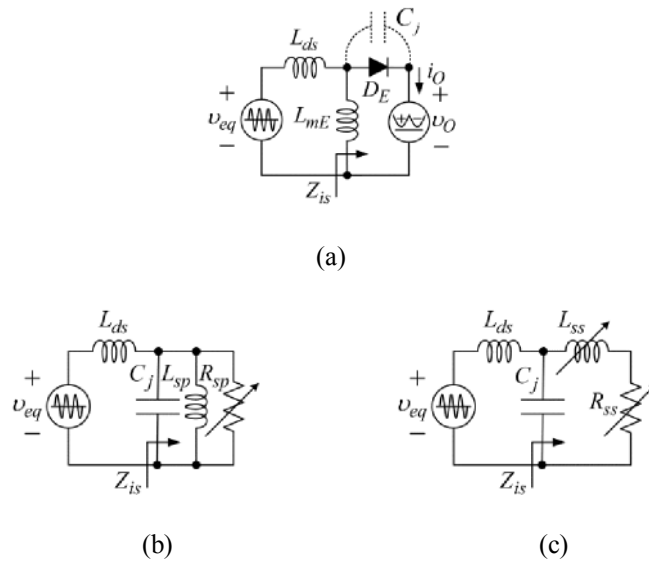 C_j
L_ds
D_E
i_O
+
υ_eq
−
L_mE
+
υ_O
−
Z_is
(a)
L_ds
+
υ_eq
−
C_j
L_sp
R_sp
Z_is
(b)
L_ds
L_ss
+
υ_eq
−
C_j
R_ss
Z_is
(c)